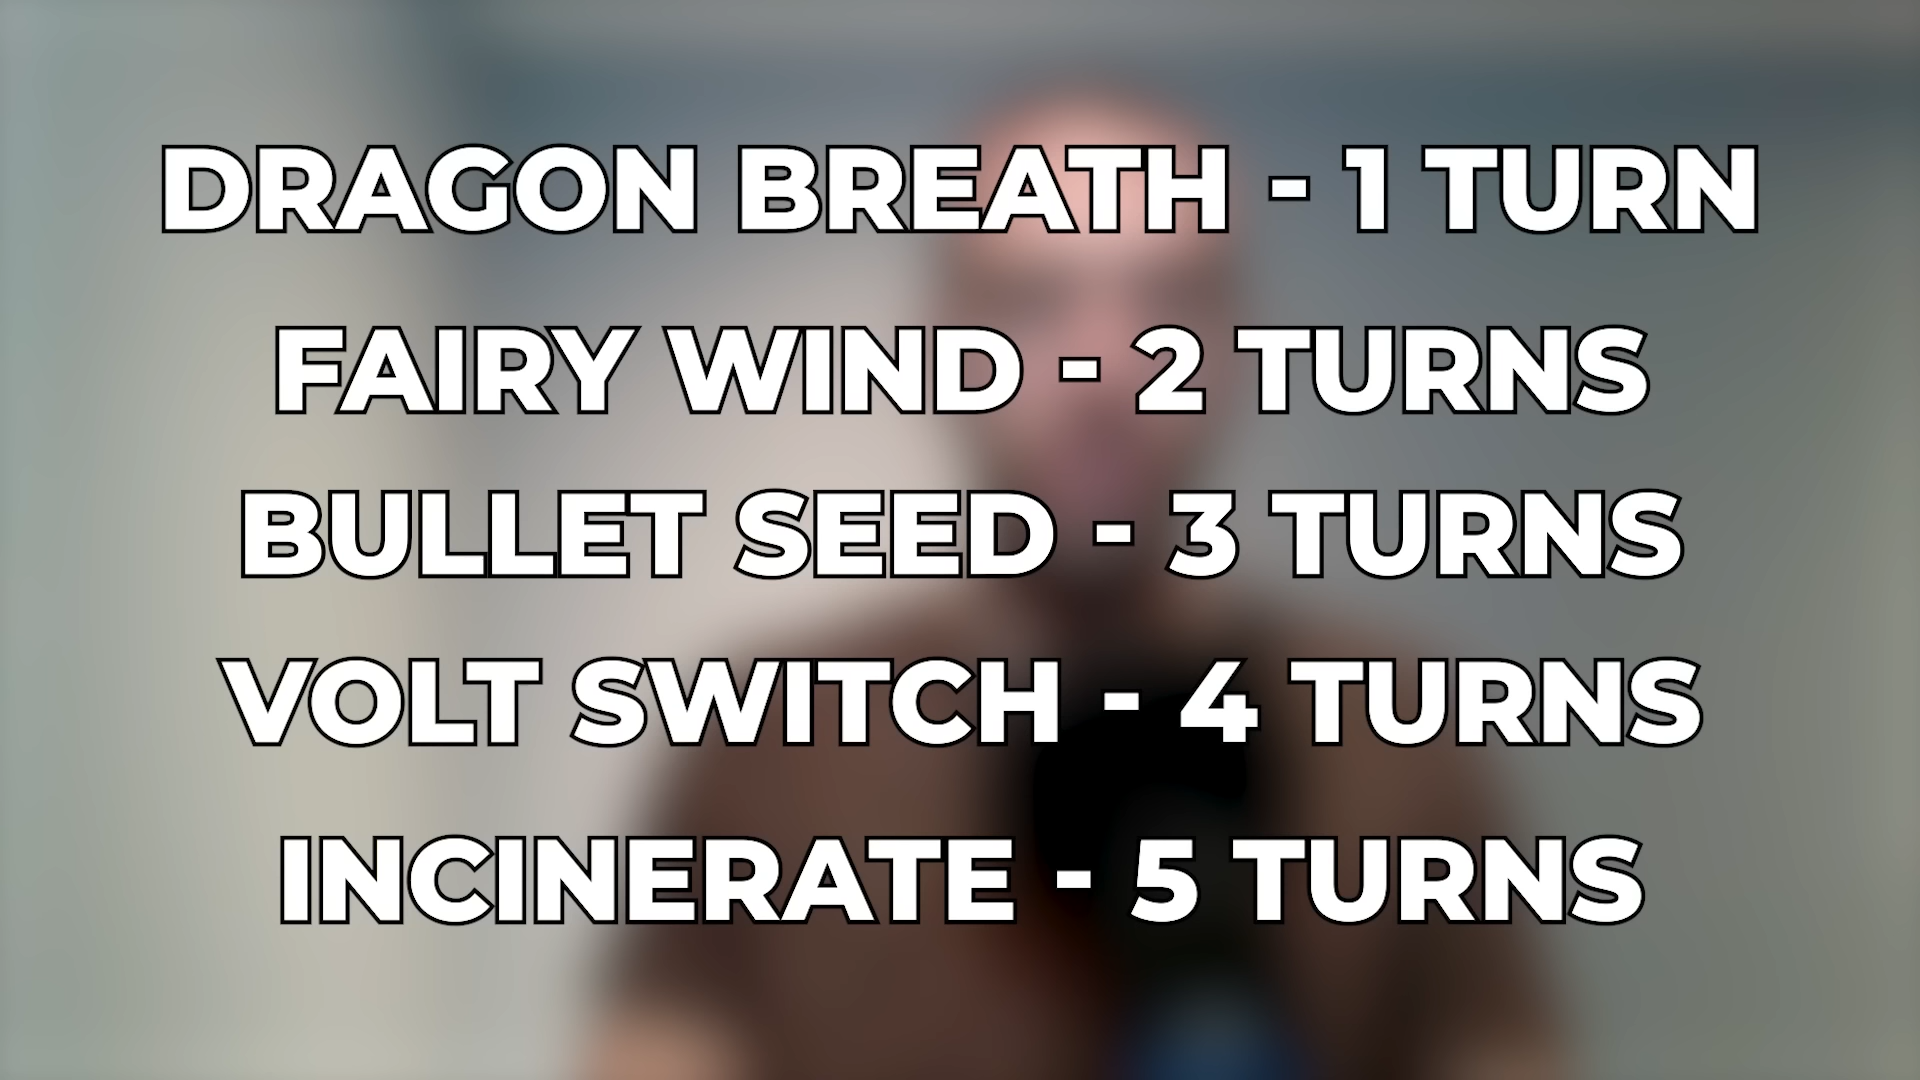 DRAGON BREATH - 1 TURN
FAIRY WIND - 2 TURNS
BULLET SEED - 3 TURNS
VOLT SWITCH - 4 TURNS
INCINERATE - 5 TURNS